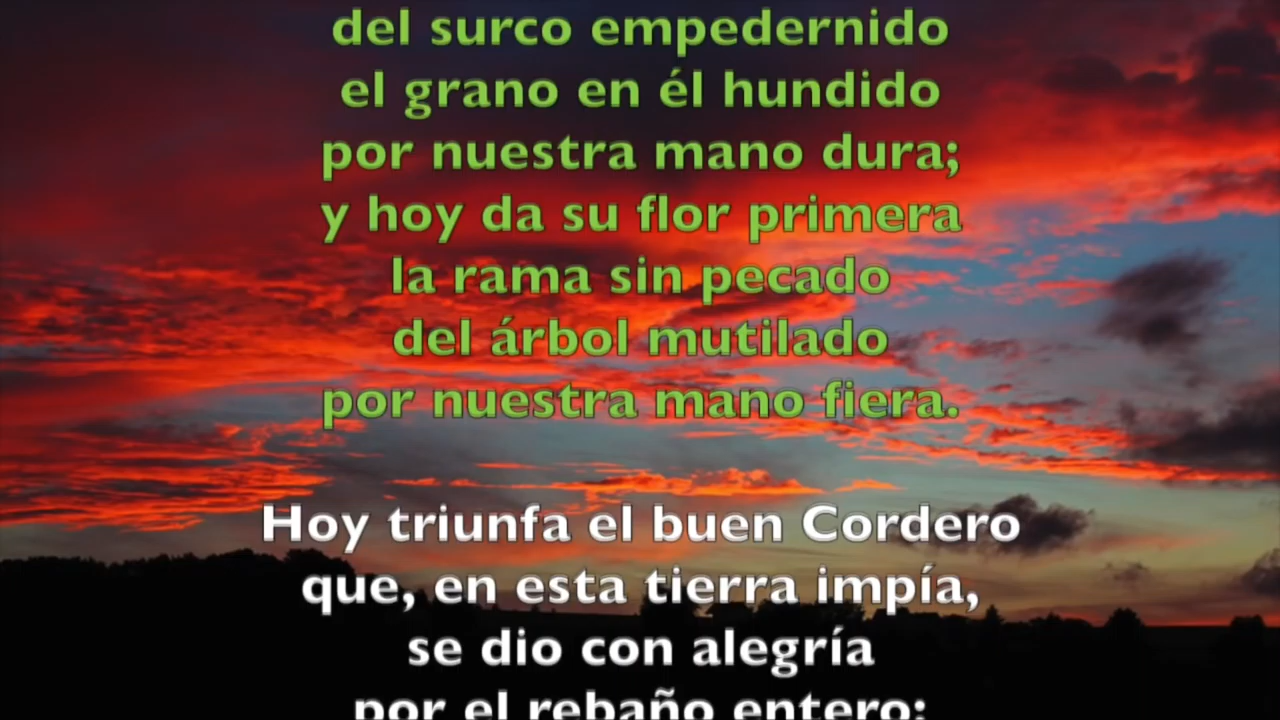 del surco empedernido
el grano en él hundido
por nuestra mano dura;
y hoy da su flor primera
la rama sin pecado
del árbol mutilado
por nuestra mano fiera.
Hoy triunfa el buen Cordero
que, en esta tierra impía,
se dio con alegría
por el rebaño entero;